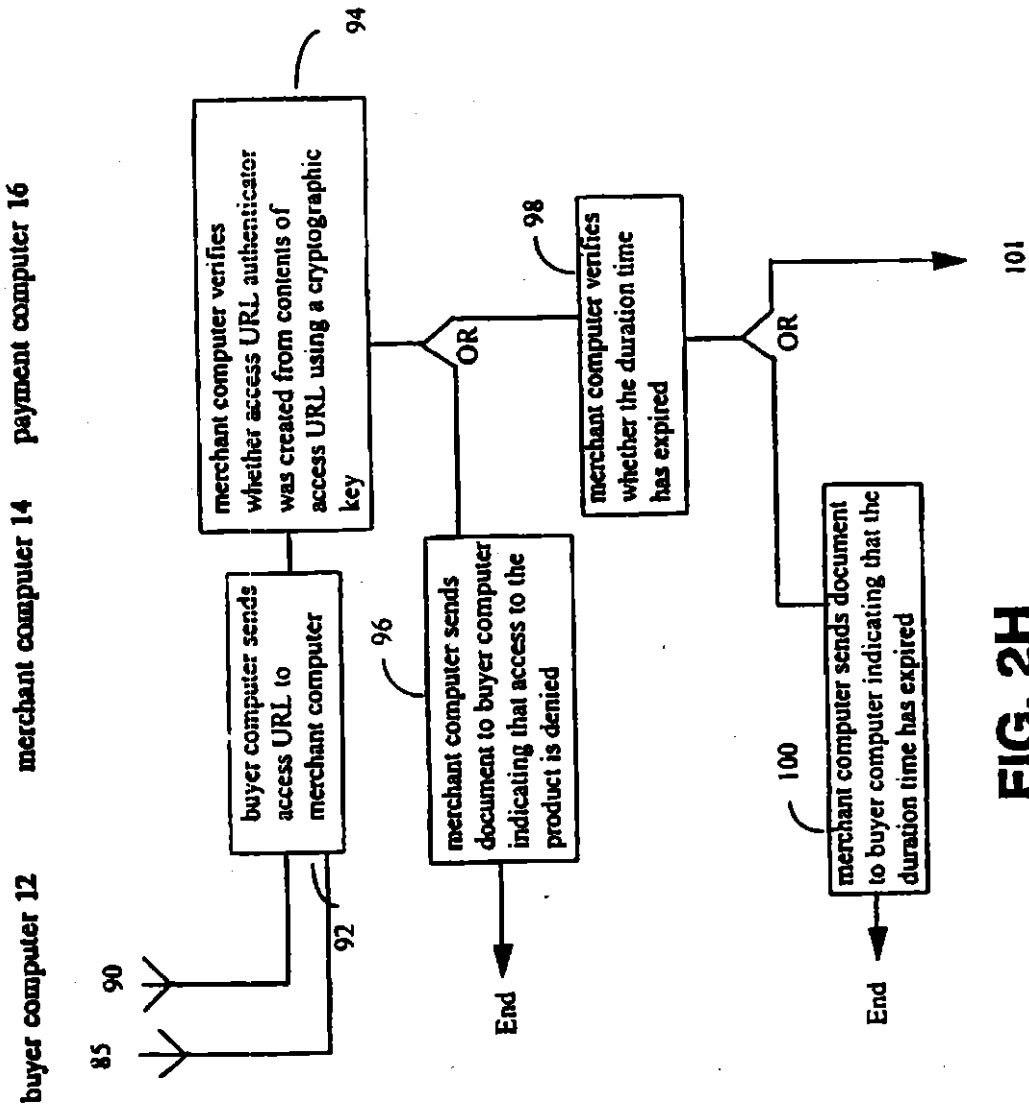 buyer computer 12
merchant computer 14
payment computer 16
85
90
92
buyer computer sends
access URL to
merchant computer
94
merchant computer verifies
whether access URL authenticator
was created from contents of
access URL using a cryptographic
key
OR
96
merchant computer sends
document to buyer computer
indicating that access to the
product is denied
End
98
merchant computer verifies
whether the duration time
has expired
OR
100
merchant computer sends document
to buyer computer indicating that the
duration time has expired
End
101
FIG. 2H